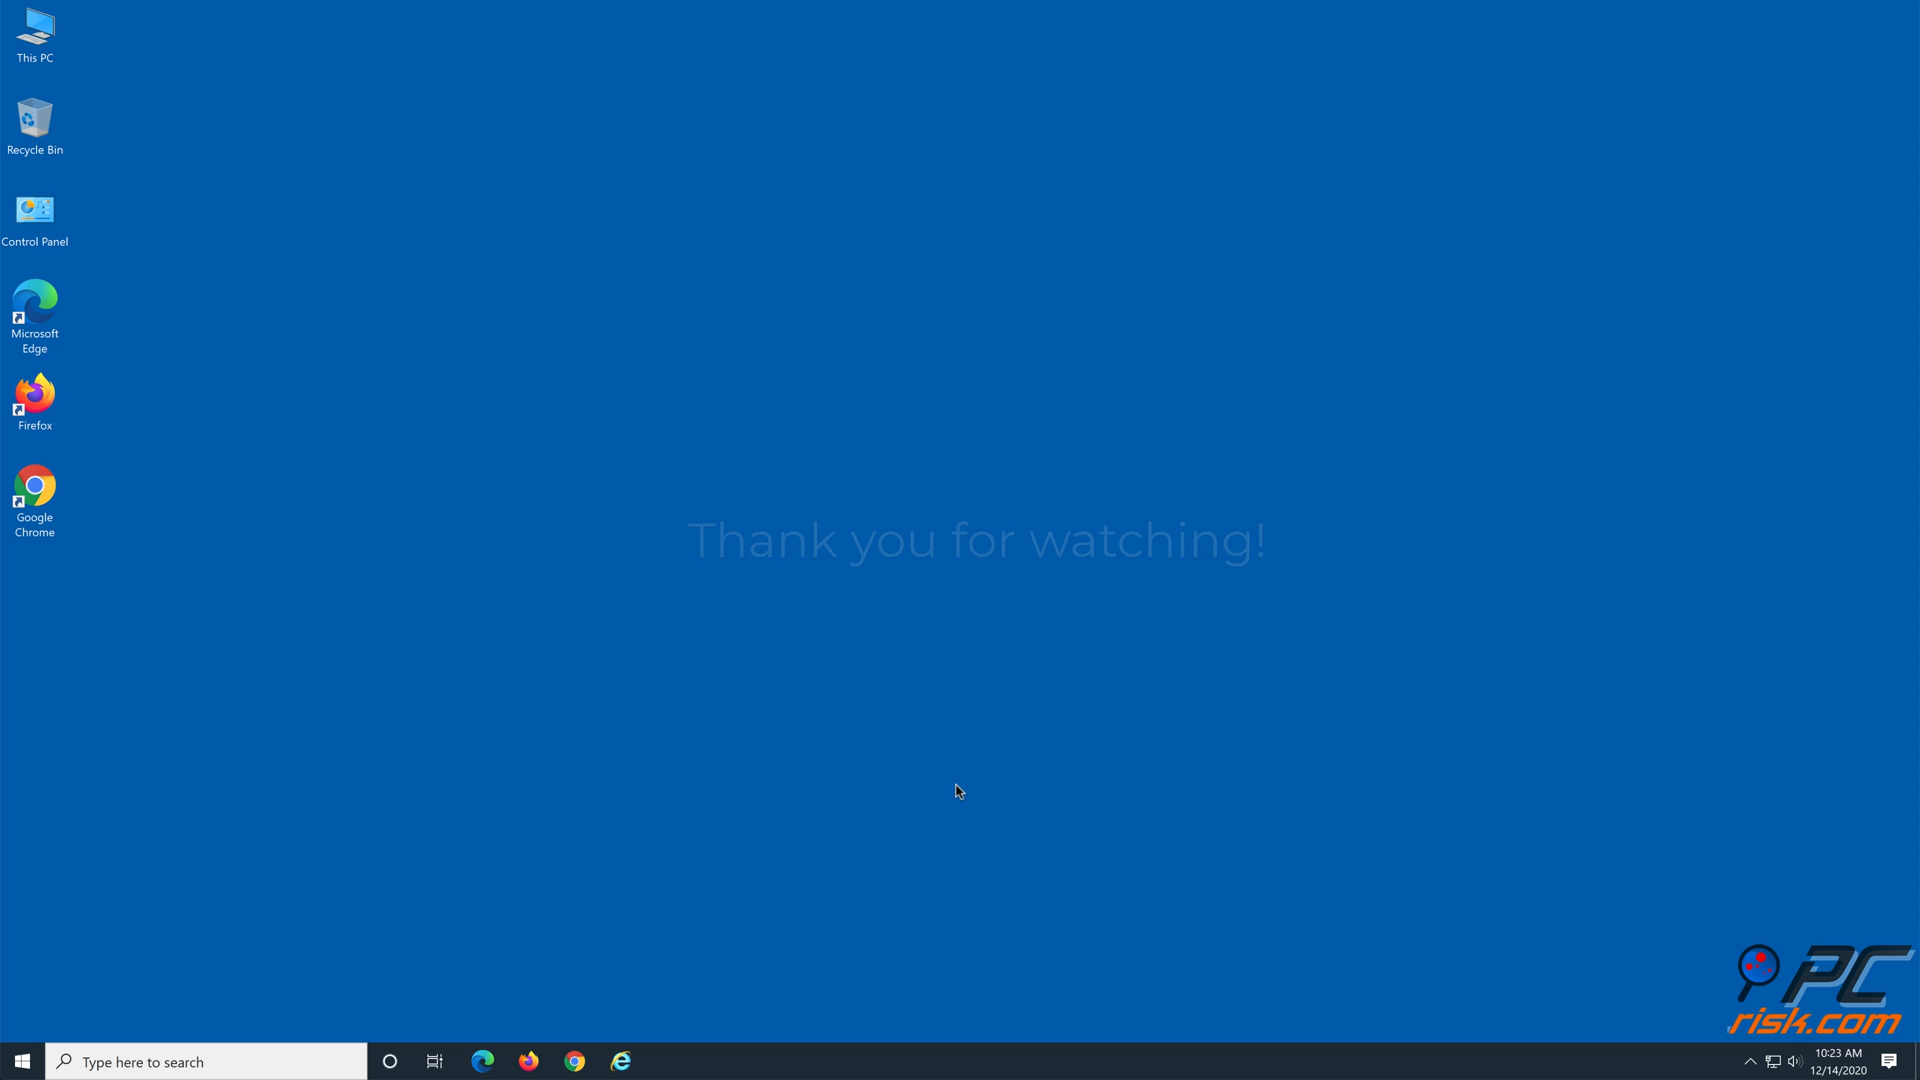 This PC
Recycle Bin
Control Panel
Microsoft
Edge
Firefox
Google
Chrome
Thank you for watching!
PC
risk.com
Type here to search
10:23 AM
12/14/2020